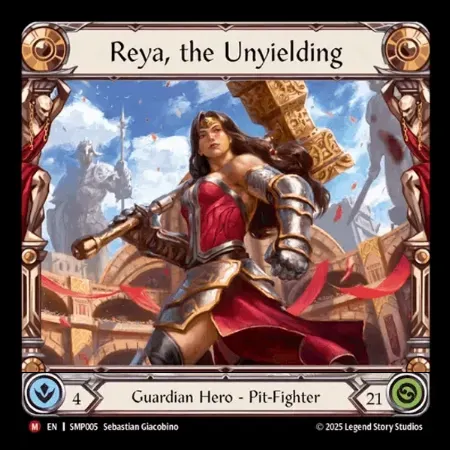 Reya, the Unyielding
4
Guardian Hero - Pit-Fighter
21
M EN | SMP005 Sebastian Giacobino
© 2025 Legend Story Studios